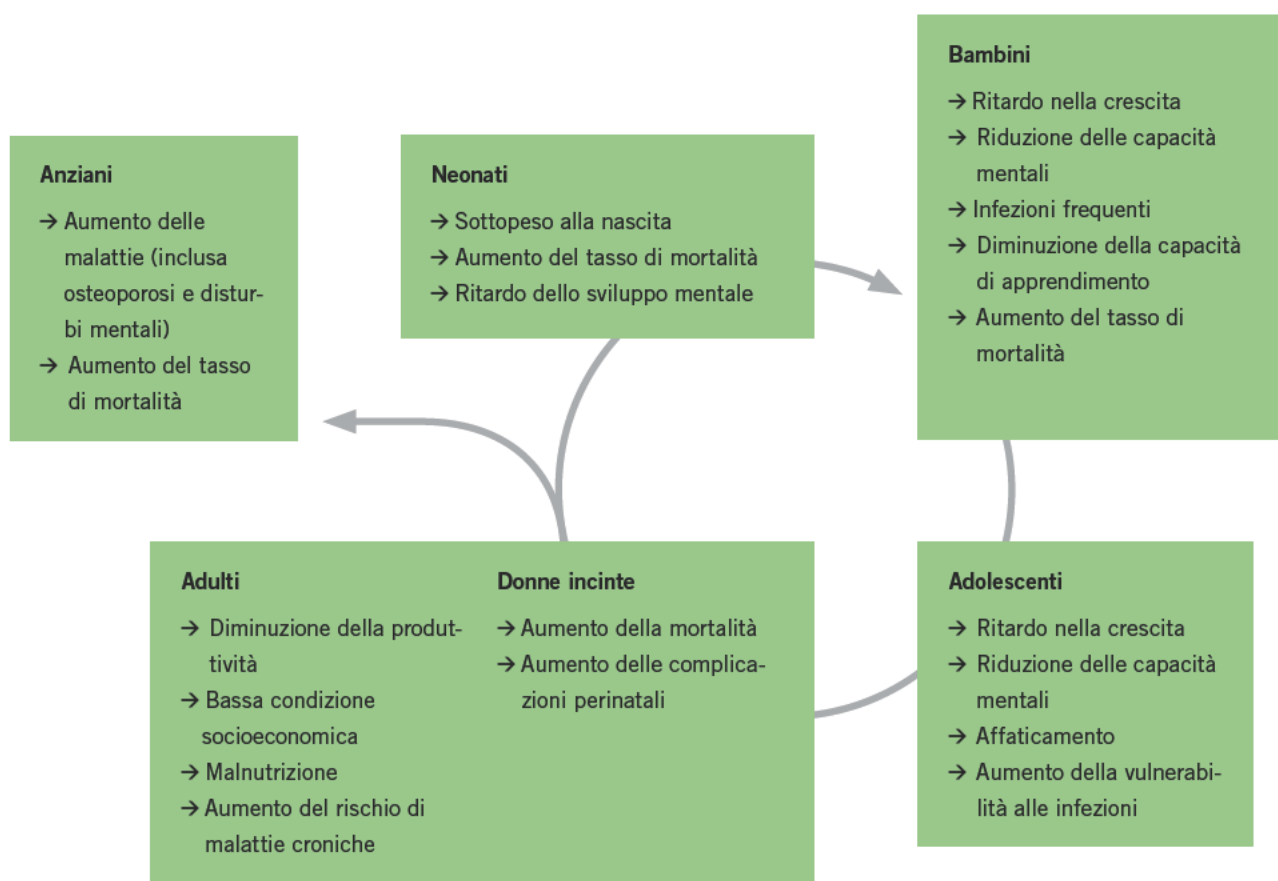 Anziani
→ Aumento delle
malattie (inclusa
osteoporosi e distur-
bi mentali)
→ Aumento del tasso
di mortalità
Neonati
→ Sottopeso alla nascita
→ Aumento del tasso di mortalità
→ Ritardo dello sviluppo mentale
Bambini
→ Ritardo nella crescita
→ Riduzione delle capacità
mentali
→ Infezioni frequenti
→ Diminuzione della capacità
di apprendimento
→ Aumento del tasso di
mortalità
Adulti
→ Diminuzione della produt-
tività
→ Bassa condizione
socioeconomica
→ Malnutrizione
→ Aumento del rischio di
malattie croniche
Donne incinte
→ Aumento della mortalità
→ Aumento delle complica-
zioni perinatali
Adolescenti
→ Ritardo nella crescita
→ Riduzione delle capacità
mentali
→ Affaticamento
→ Aumento della vulnerabi-
lità alle infezioni